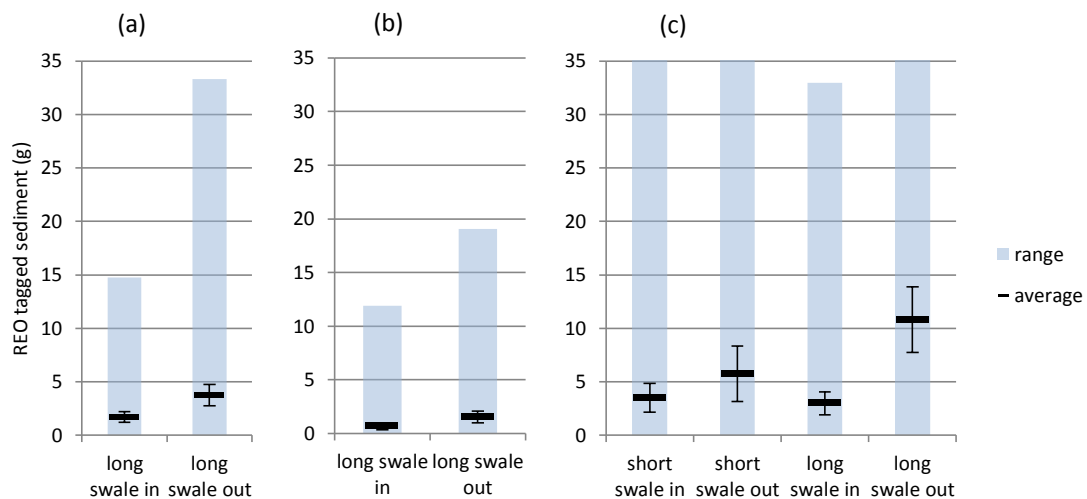 (a)
(b)
(c)
REO tagged sediment (g)
35
30
25
20
15
10
5
0
long
swale in
long
swale out
35
30
25
20
15
10
5
0
long swale
in
long swale
out
35
30
25
20
15
10
5
0
short
swale in
short
swale out
long
swale in
long
swale out
range
average